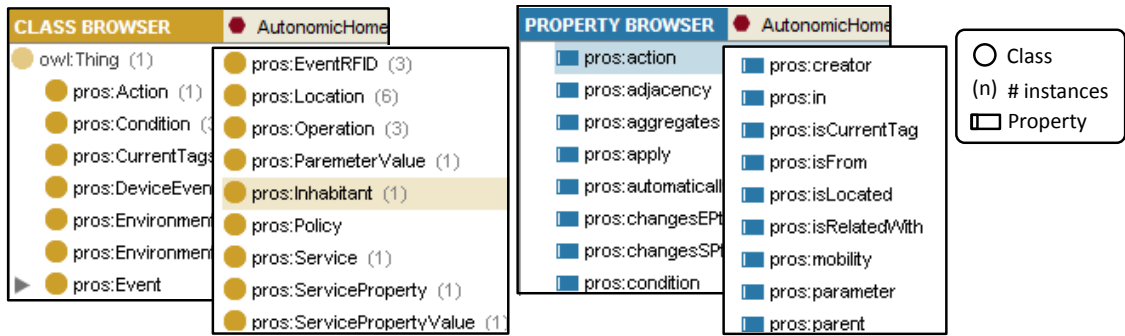 CLASS BROWSER
AutonomicHome
owl:Thing (1)
pros:Action (1)
pros:Condition
pros:CurrentTags
pros:DeviceEven
pros:Environment
pros:Environment
pros:Event
pros:EventRFID (3)
pros:Location (6)
pros:Operation (3)
pros:ParemeterValue (1)
pros:Inhabitant (1)
pros:Policy
pros:Service (1)
pros:ServiceProperty (1)
pros:ServicePropertyValue (1)
PROPERTY BROWSER
AutonomicHome
pros:action
pros:adjacency
pros:aggregates
pros:apply
pros:automaticall
pros:changesEPt
pros:changesSPt
pros:condition
pros:creator
pros:in
pros:isCurrentTag
pros:isFrom
pros:isLocated
pros:isRelatedWith
pros:mobility
pros:parameter
pros:parent
Class
(n) # instances
Property